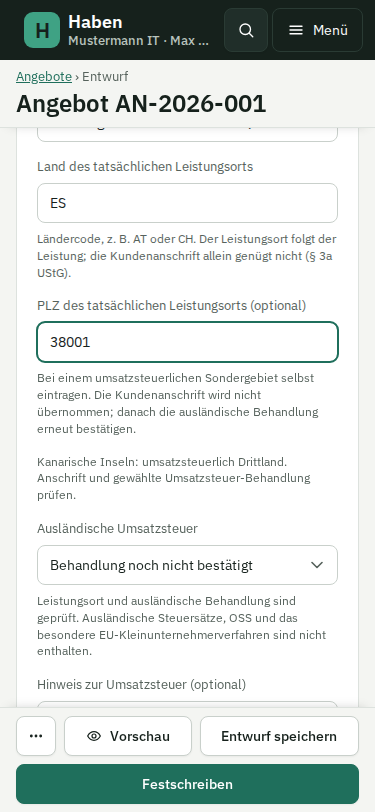 H
Haben
Mustermann IT · Max ...
Menü
Angebote › Entwurf
Angebot AN-2026-001
Land des tatsächlichen Leistungsorts
ES
Ländercode, z. B. AT oder CH. Der Leistungsort folgt der
Leistung; die Kundenanschrift allein genügt nicht (§ 3a
UStG).
PLZ des tatsächlichen Leistungsorts (optional)
38001
Bei einem umsatzsteuerlichen Sondergebiet selbst
eintragen. Die Kundenanschrift wird nicht
übernommen; danach die ausländische Behandlung
erneut bestätigen.
Kanarische Inseln: umsatzsteuerlich Drittland.
Anschrift und gewählte Umsatzsteuer-Behandlung
prüfen.
Ausländische Umsatzsteuer
Behandlung noch nicht bestätigt
Leistungsort und ausländische Behandlung sind
geprüft. Ausländische Steuersätze, OSS und das
besondere EU-Kleinunternehmerverfahren sind nicht
enthalten.
Hinweis zur Umsatzsteuer (optional)
Vorschau
Entwurf speichern
Festschreiben